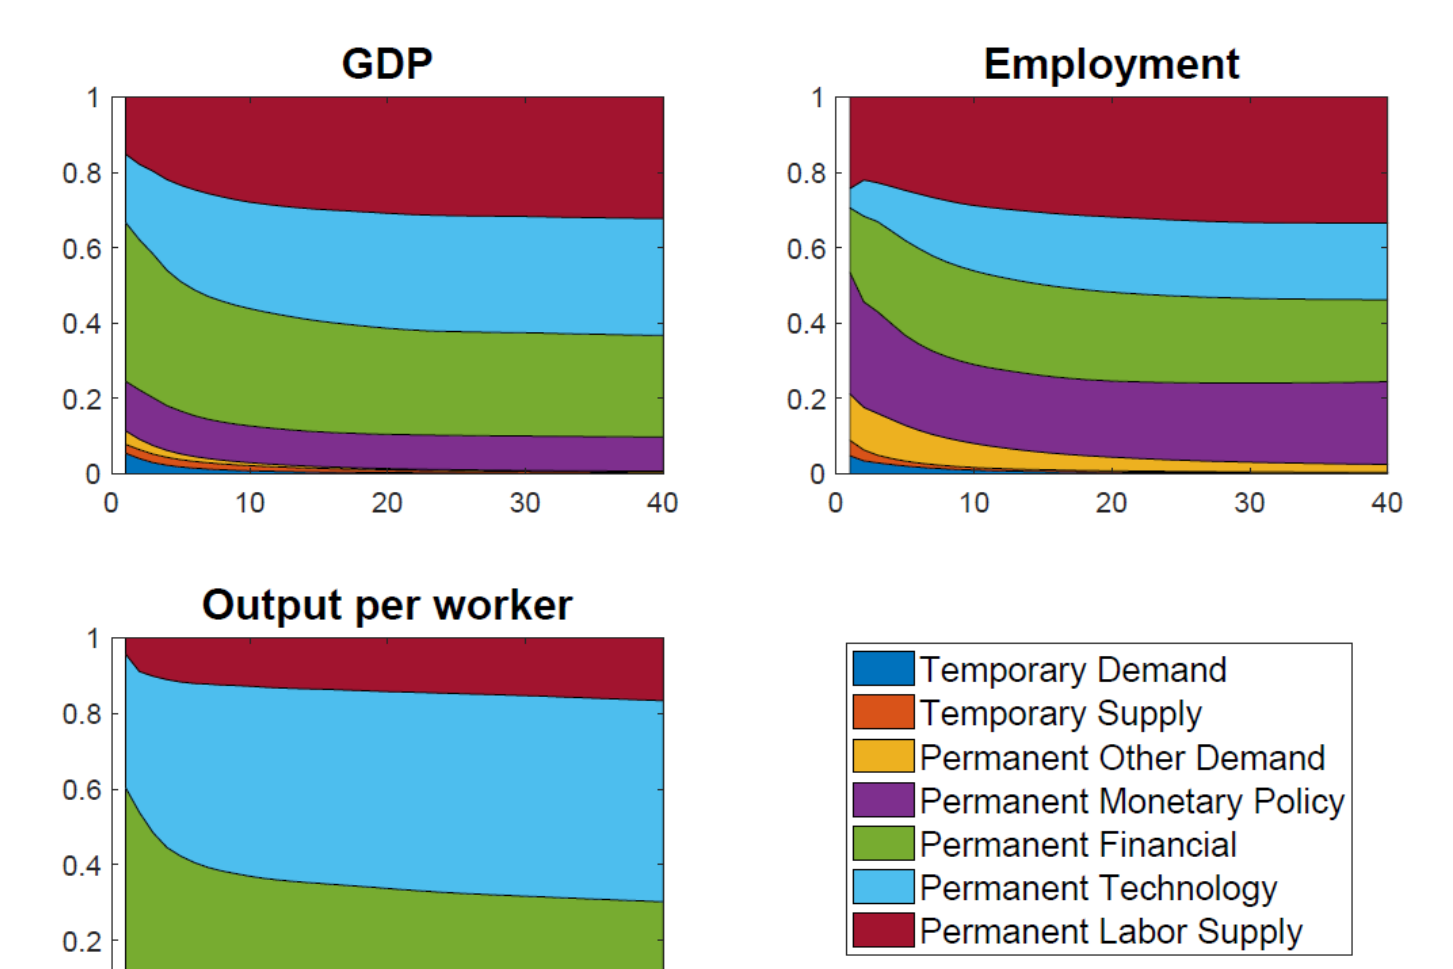 GDP
1
0.8
0.6
0.4
0.2
0
0 10 20 30 40
Employment
1
0.8
0.6
0.4
0.2
0
0 10 20 30 40
Output per worker
1
0.8
0.6
0.4
0.2
Temporary Demand
Temporary Supply
Permanent Other Demand
Permanent Monetary Policy
Permanent Financial
Permanent Technology
Permanent Labor Supply